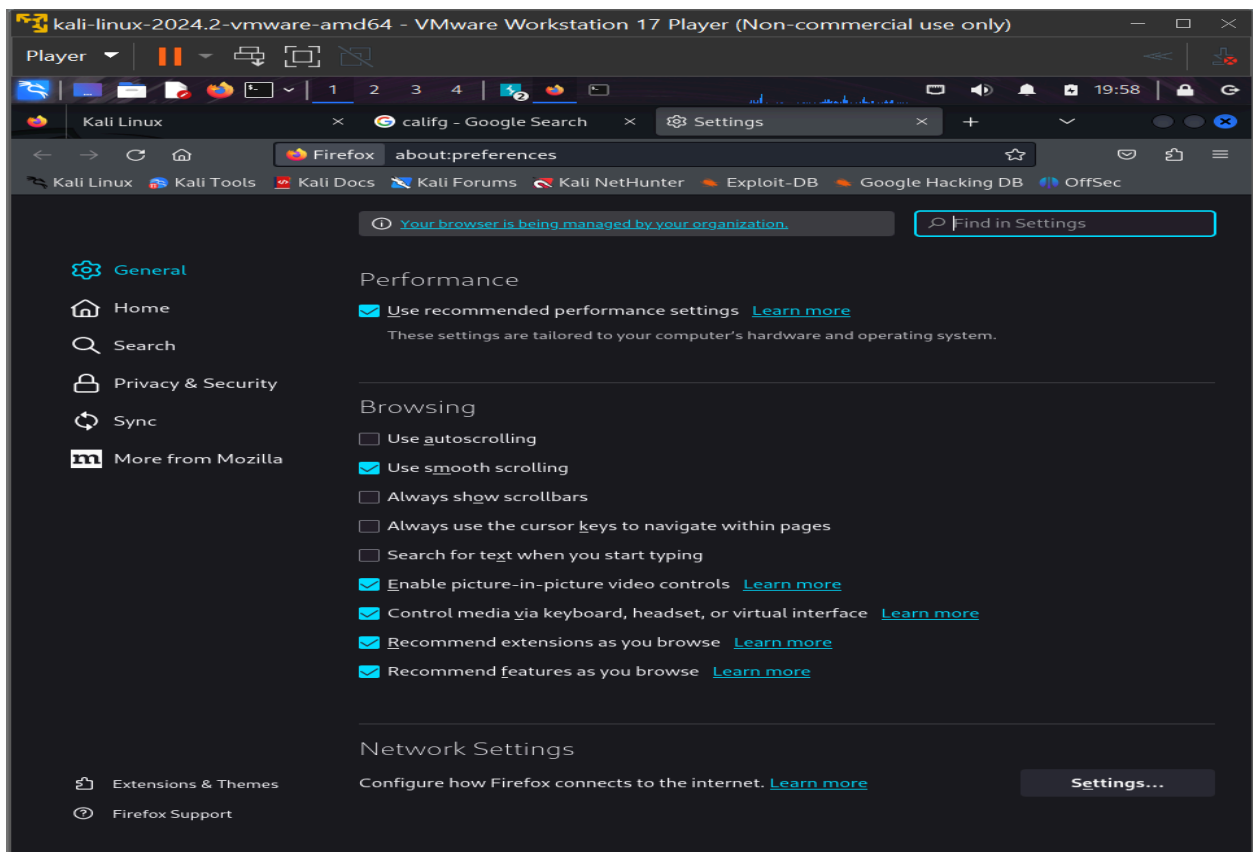 kali-linux-2024.2-vmware-amd64 - VMware Workstation 17 Player (Non-commercial use only)
Player
1 2 3 4 2 19:58
Kali Linux califg - Google Search Settings
Firefox about:preferences
Kali Linux Kali Tools Kali Docs Kali Forums Kali NetHunter Exploit-DB Google Hacking DB OffSec
Your browser is being managed by your organization. Find in Settings
General
Home
Search
Privacy & Security
Sync
m More from Mozilla
Performance
Use recommended performance settings Learn more
These settings are tailored to your computer's hardware and operating system.
Browsing
Use autoscrolling
Use smooth scrolling
Always show scrollbars
Always use the cursor keys to navigate within pages
Search for text when you start typing
Enable picture-in-picture video controls Learn more
Control media via keyboard, headset, or virtual interface Learn more
Recommend extensions as you browse Learn more
Recommend features as you browse Learn more
Network Settings
Configure how Firefox connects to the internet. Learn more Settings...
Extensions & Themes
Firefox Support